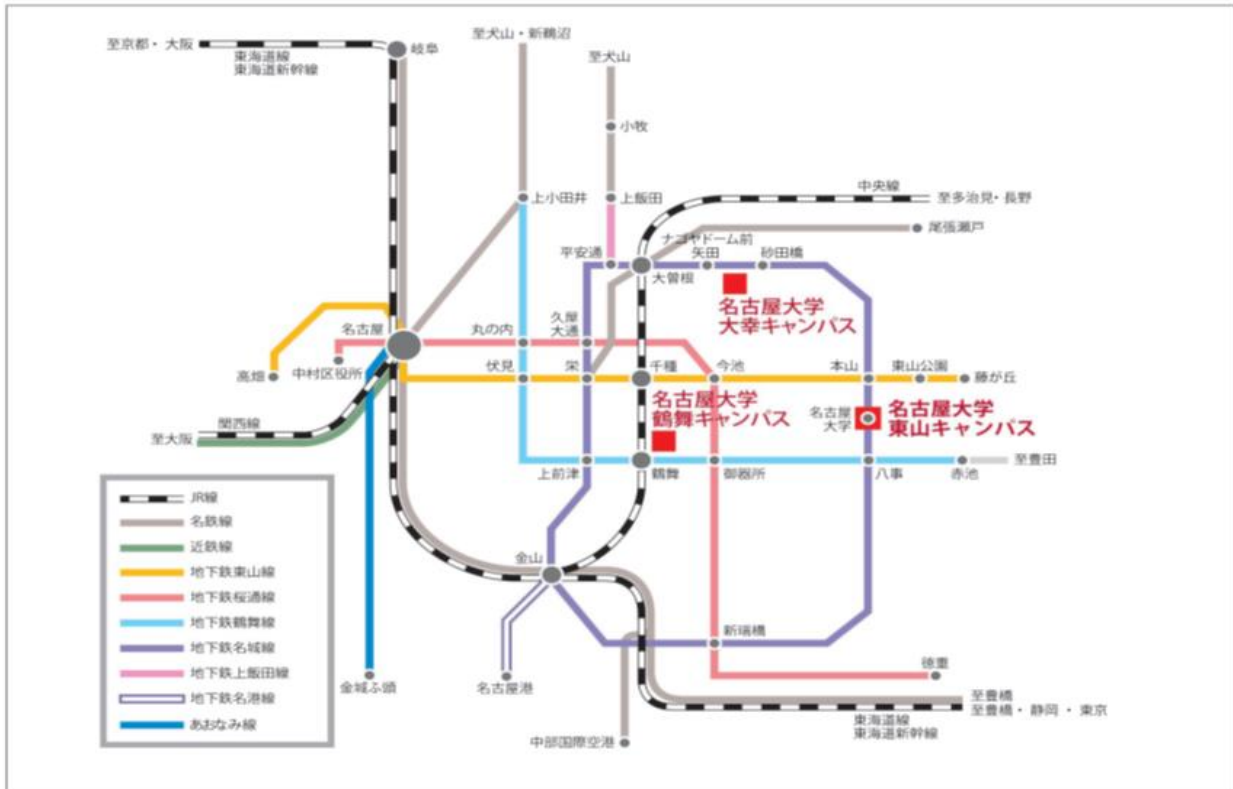 至京都・大阪
東海道線
東海道新幹線
岐阜
至犬山・新鵜沼
至犬山
小牧
上小田井
上飯田
中央線
至多治見・長野
尾張瀬戸
平安通
ナゴヤドーム前
矢田
砂田橋
大曽根
名古屋大学
大幸キャンパス
名古屋
丸の内
久屋
大通
高畑
中村区役所
伏見
栄
千種
今池
本山
東山公園
藤が丘
名古屋大学
鶴舞キャンパス
名古屋
大学
名古屋大学
東山キャンパス
関西線
至大阪
上前津
鶴舞
御器所
八事
赤池
至豊田
JR線
名鉄線
近鉄線
地下鉄東山線
地下鉄桜通線
地下鉄鶴舞線
地下鉄名城線
地下鉄上飯田線
地下鉄名港線
あおなみ線
金山
新瑞橋
金城ふ頭
名古屋港
徳重
至豊橋
至豊橋・静岡・東京
東海道線
東海道新幹線
中部国際空港